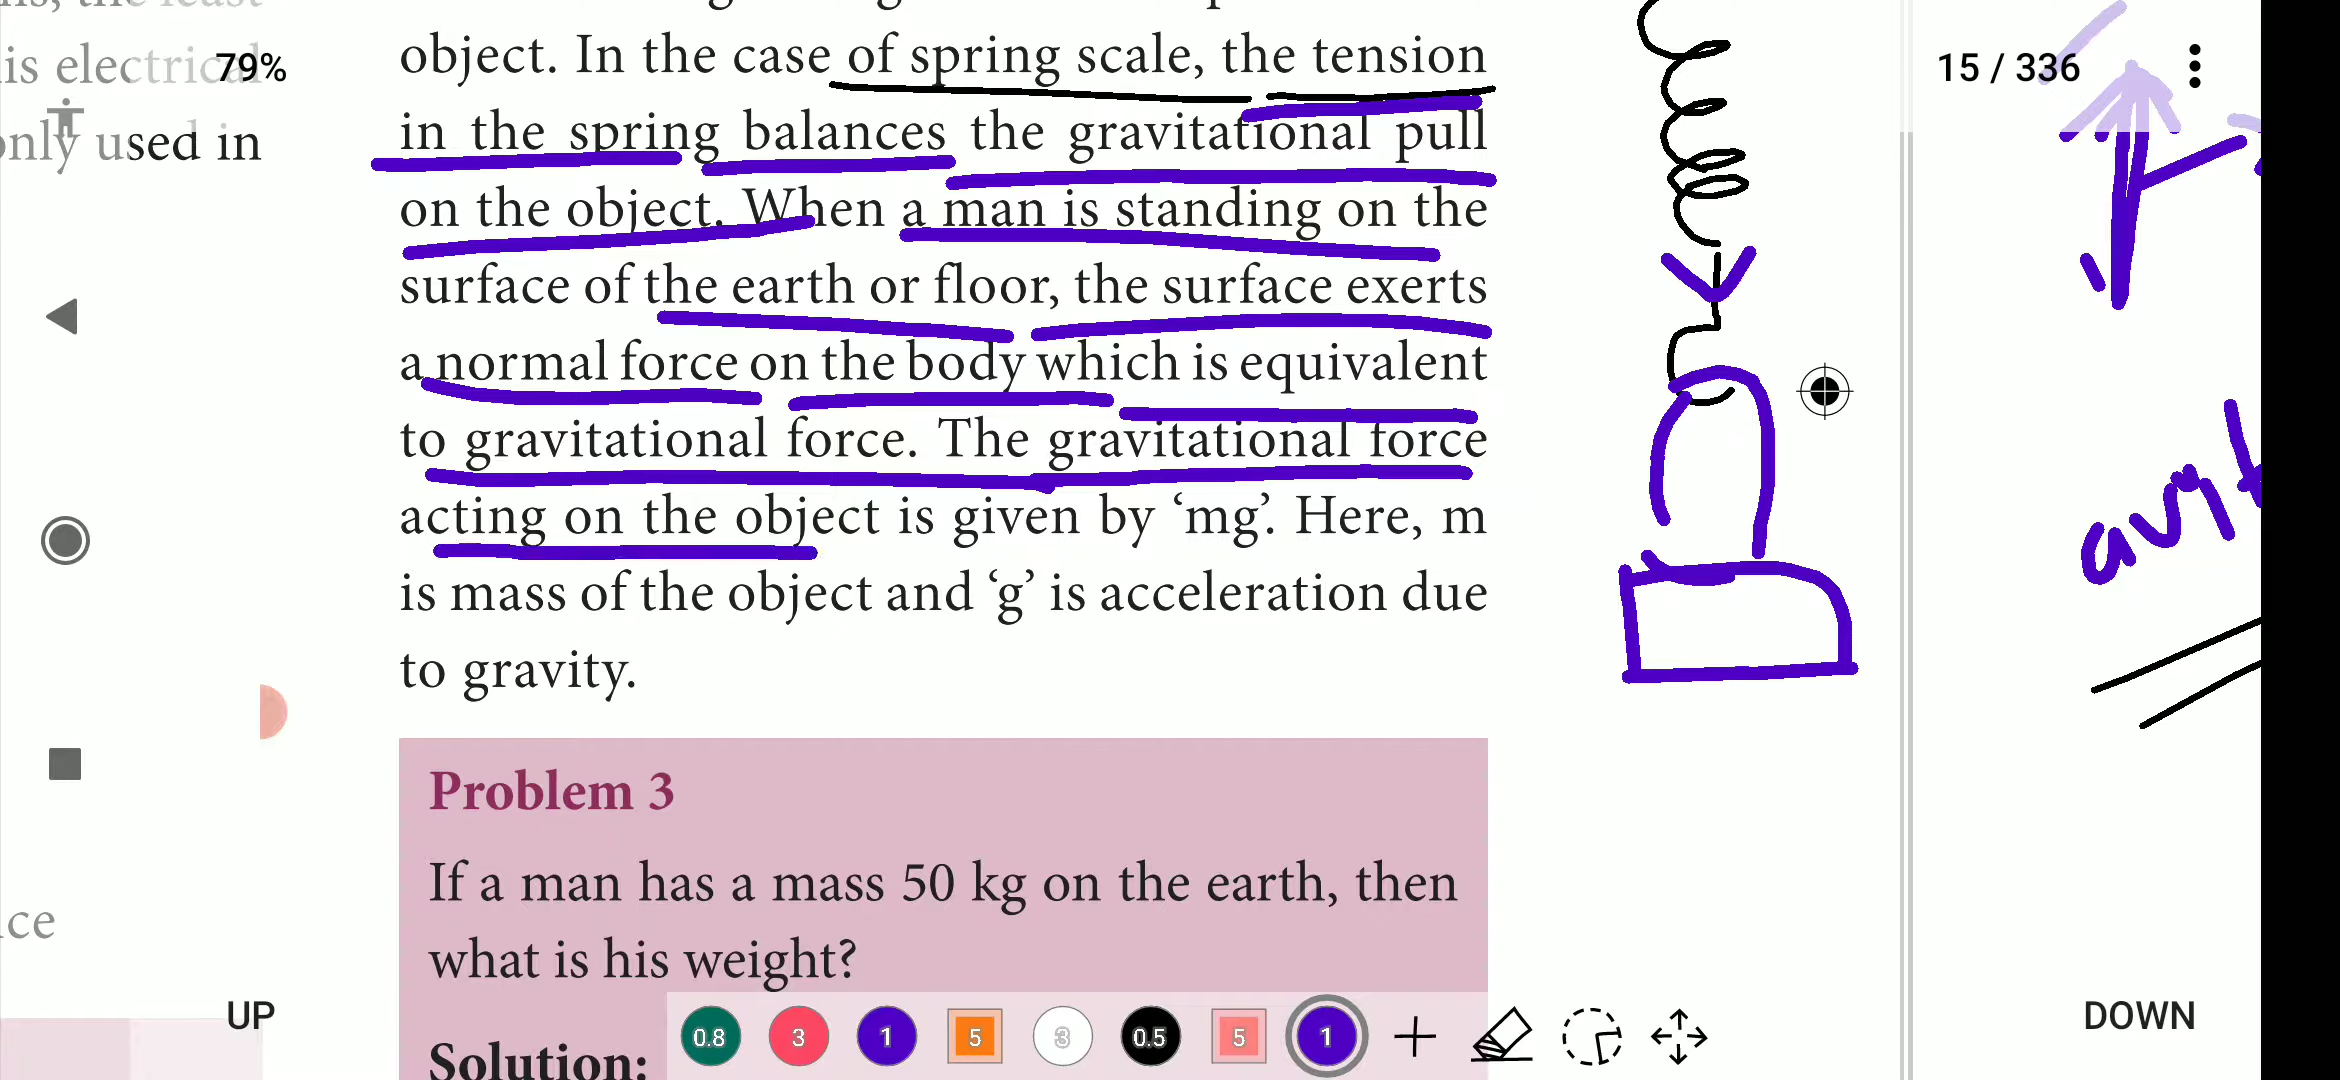 is electrical
only used in
79%
object. In the case of spring scale, the tension
in the spring balances the gravitational pull
on the object. When a man is standing on the
surface of the earth or floor, the surface exerts
a normal force on the body which is equivalent
to gravitational force. The gravitational force
acting on the object is given by ‘mg’. Here, m
is mass of the object and ‘g’ is acceleration due
to gravity.
Problem 3
If a man has a mass 50 kg on the earth, then
what is his weight?
Solution:
ce
UP
0.8 3 1 5 3 0.5 5 1
15 / 336
DOWN